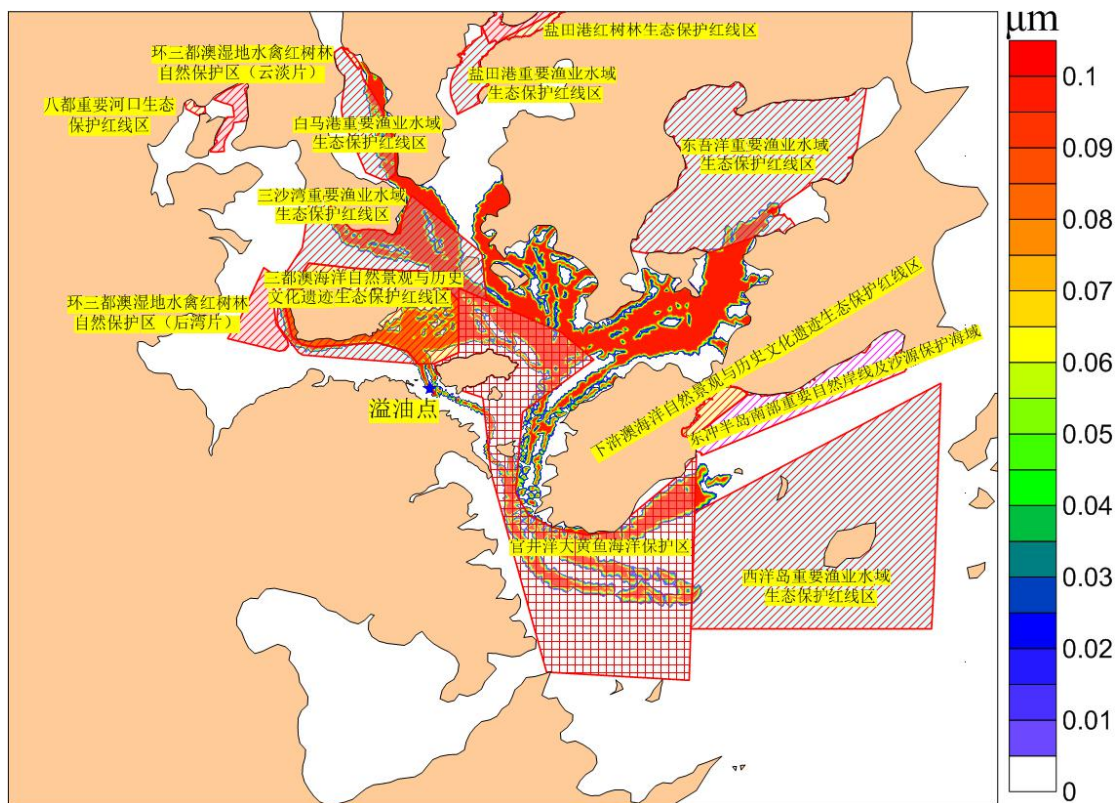 μm
盐田港红树林生态保护红线区
环三都澳湿地水禽红树林
自然保护区（云淡片）
盐田港重要渔业水域
生态保护红线区
八都重要河口生态
保护红线区
白马港重要渔业水域
生态保护红线区
东吾洋重要渔业水域
生态保护红线区
三沙湾重要渔业水域
生态保护红线区
三都澳海洋自然景观与历史
文化遗迹生态保护红线区
环三都澳湿地水禽红树林
自然保护区（后湾片）
溢油点
下浒澳海洋自然景观与历史文化遗迹生态保护红线区
东冲半岛南部重要自然岸线及沙源保护海域
官井洋大黄鱼海洋保护区
西洋岛重要渔业水域
生态保护红线区
0.1
0.09
0.08
0.07
0.06
0.05
0.04
0.03
0.02
0.01
0